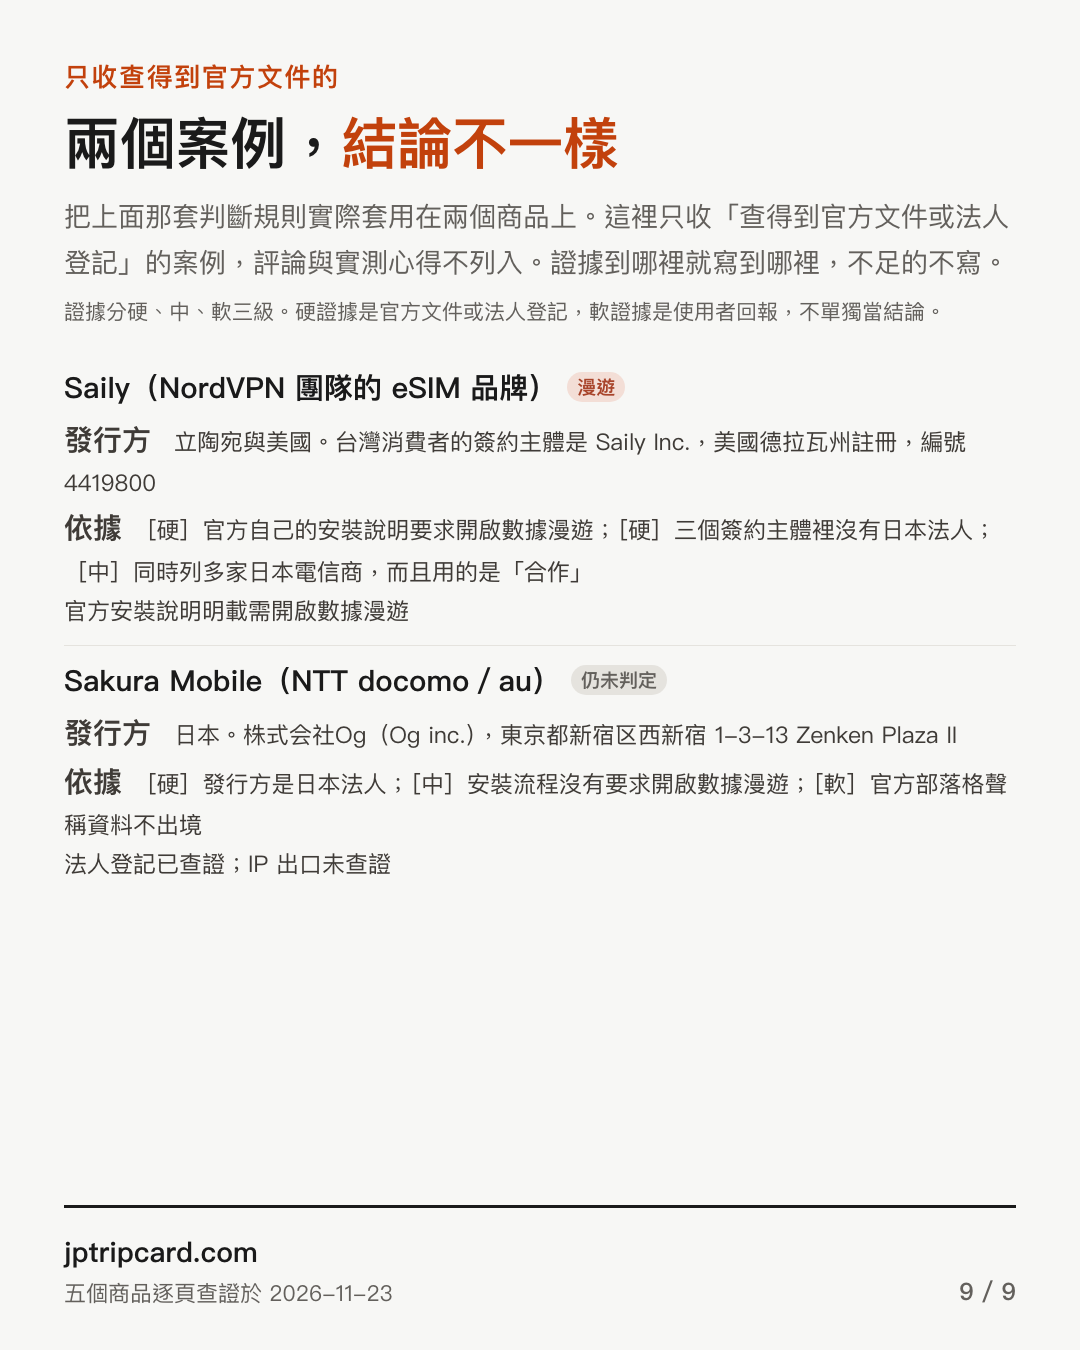 只收查得到官方文件的
兩個案例，結論不一樣
把上面那套判斷規則實際套用在兩個商品上。這裡只收「查得到官方文件或法人
登記」的案例，評論與實測心得不列入。證據到哪裡就寫到哪裡，不足的不寫。
證據分硬、中、軟三級。硬證據是官方文件或法人登記，軟證據是使用者回報，不單獨當結論。
Saily（NordVPN 團隊的 eSIM 品牌） 漫遊
發行方 立陶宛與美國。台灣消費者的簽約主體是 Saily Inc.，美國德拉瓦州註冊，編號
4419800
依據 ［硬］官方自己的安裝說明要求開啟數據漫遊；［硬］三個簽約主體裡沒有日本法人；
［中］同時列多家日本電信商，而且用的是「合作」
官方安裝說明明載需開啟數據漫遊
Sakura Mobile（NTT docomo / au） 仍未判定
發行方 日本。株式会社Og（Og inc.），東京都新宿区西新宿 1–3–13 Zenken Plaza II
依據 ［硬］發行方是日本法人；［中］安裝流程沒有要求開啟數據漫遊；［軟］官方部落格聲
稱資料不出境
法人登記已查證；IP 出口未查證
jptripcard.com
五個商品逐頁查證於 2026–11–23
9 / 9